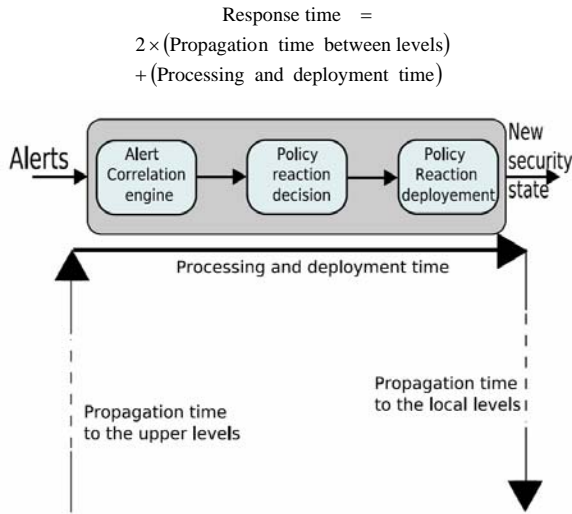 Response time =
2 × (Propagation time between levels)
+ (Processing and deployment time)
Alerts
Alert
Correlation
engine
Policy
reaction
decision
Policy
Reaction
deployement
New
security
state
Processing and deployment time
Propagation time
to the upper levels
Propagation time
to the local levels